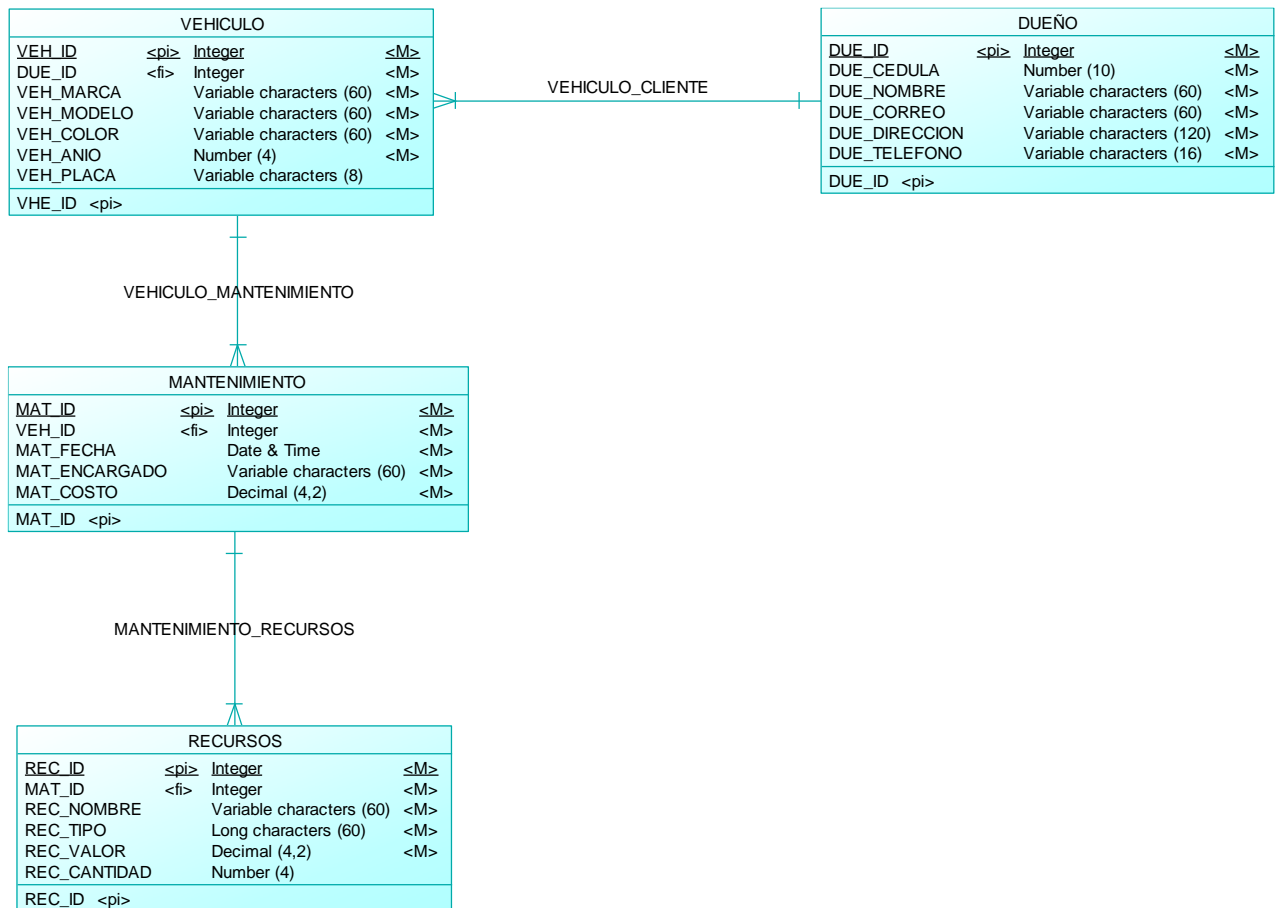 VEHICULO
VEH_ID <pi> Integer <M>
DUE_ID <fi> Integer <M>
VEH_MARCA Variable characters (60) <M>
VEH_MODELO Variable characters (60) <M>
VEH_COLOR Variable characters (60) <M>
VEH_ANIO Number (4) <M>
VEH_PLACA Variable characters (8)
VHE_ID <pi>
VEHICULO_CLIENTE
DUEÑO
DUE_ID <pi> Integer <M>
DUE_CEDULA Number (10) <M>
DUE_NOMBRE Variable characters (60) <M>
DUE_CORREO Variable characters (60) <M>
DUE_DIRECCION Variable characters (120) <M>
DUE_TELEFONO Variable characters (16) <M>
DUE_ID <pi>
VEHICULO_MANTENIMIENTO
MANTENIMIENTO
MAT_ID <pi> Integer <M>
VEH_ID <fi> Integer <M>
MAT_FECHA Date & Time <M>
MAT_ENCARGADO Variable characters (60) <M>
MAT_COSTO Decimal (4,2) <M>
MAT_ID <pi>
MANTENIMIENTO_RECURSOS
RECURSOS
REC_ID <pi> Integer <M>
MAT_ID <fi> Integer <M>
REC_NOMBRE Variable characters (60) <M>
REC_TIPO Long characters (60) <M>
REC_VALOR Decimal (4,2) <M>
REC_CANTIDAD Number (4)
REC_ID <pi>